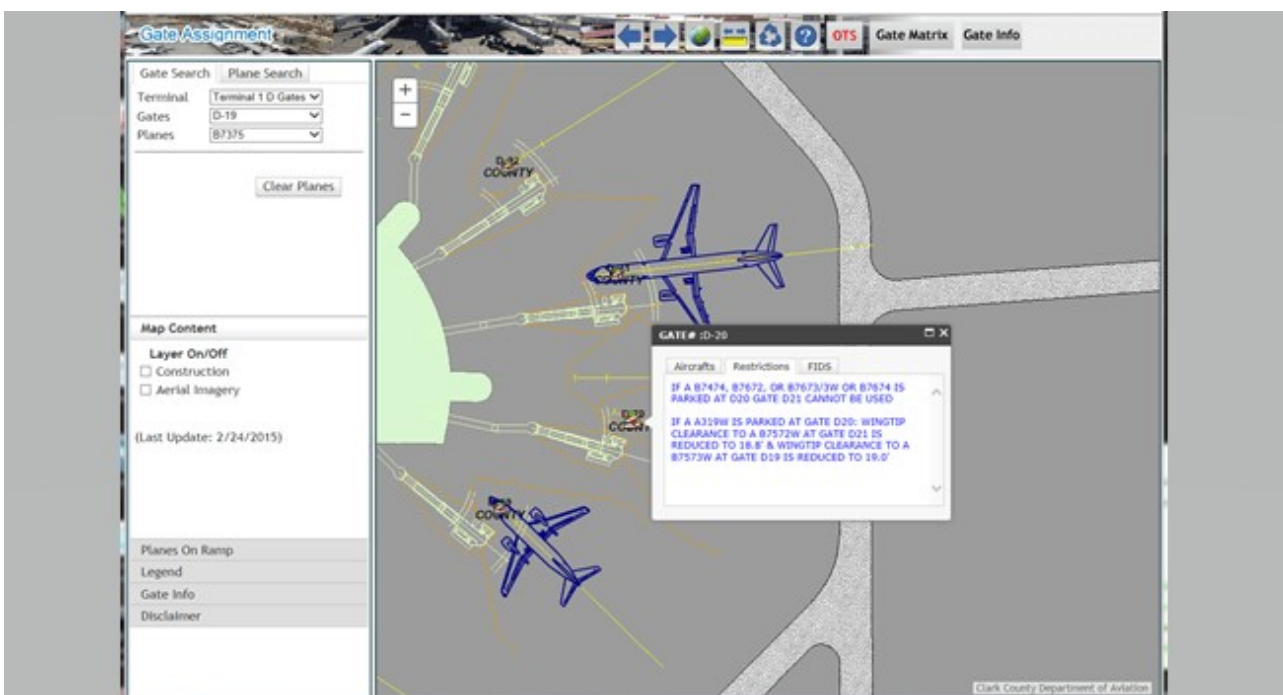 Gate Assignment
OTS
Gate Matrix
Gate Info
Gate Search
Plane Search
Terminal
Terminal 1 D Gates
Gates
D-19
Planes
B7375
Clear Planes
Map Content
Layer On/Off
Construction
Aerial Imagery
(Last Update: 2/24/2015)
Planes On Ramp
Legend
Gate Info
Disclaimer
+
−
COUNTY
GATE# :D-20
Aircrafts
Restrictions
FIDS
IF A B7474, B7672, OR B7673/3W OR B7674 IS
PARKED AT D20 GATE D21 CANNOT BE USED
IF A A319W IS PARKED AT GATE D20: WINGTIP
CLEARANCE TO A B7572W AT GATE D21 IS
REDUCED TO 18.8' & WINGTIP CLEARANCE TO A
B7573W AT GATE D19 IS REDUCED TO 19.0'
COUNTY
COUNTY
Clark County Department of Aviation